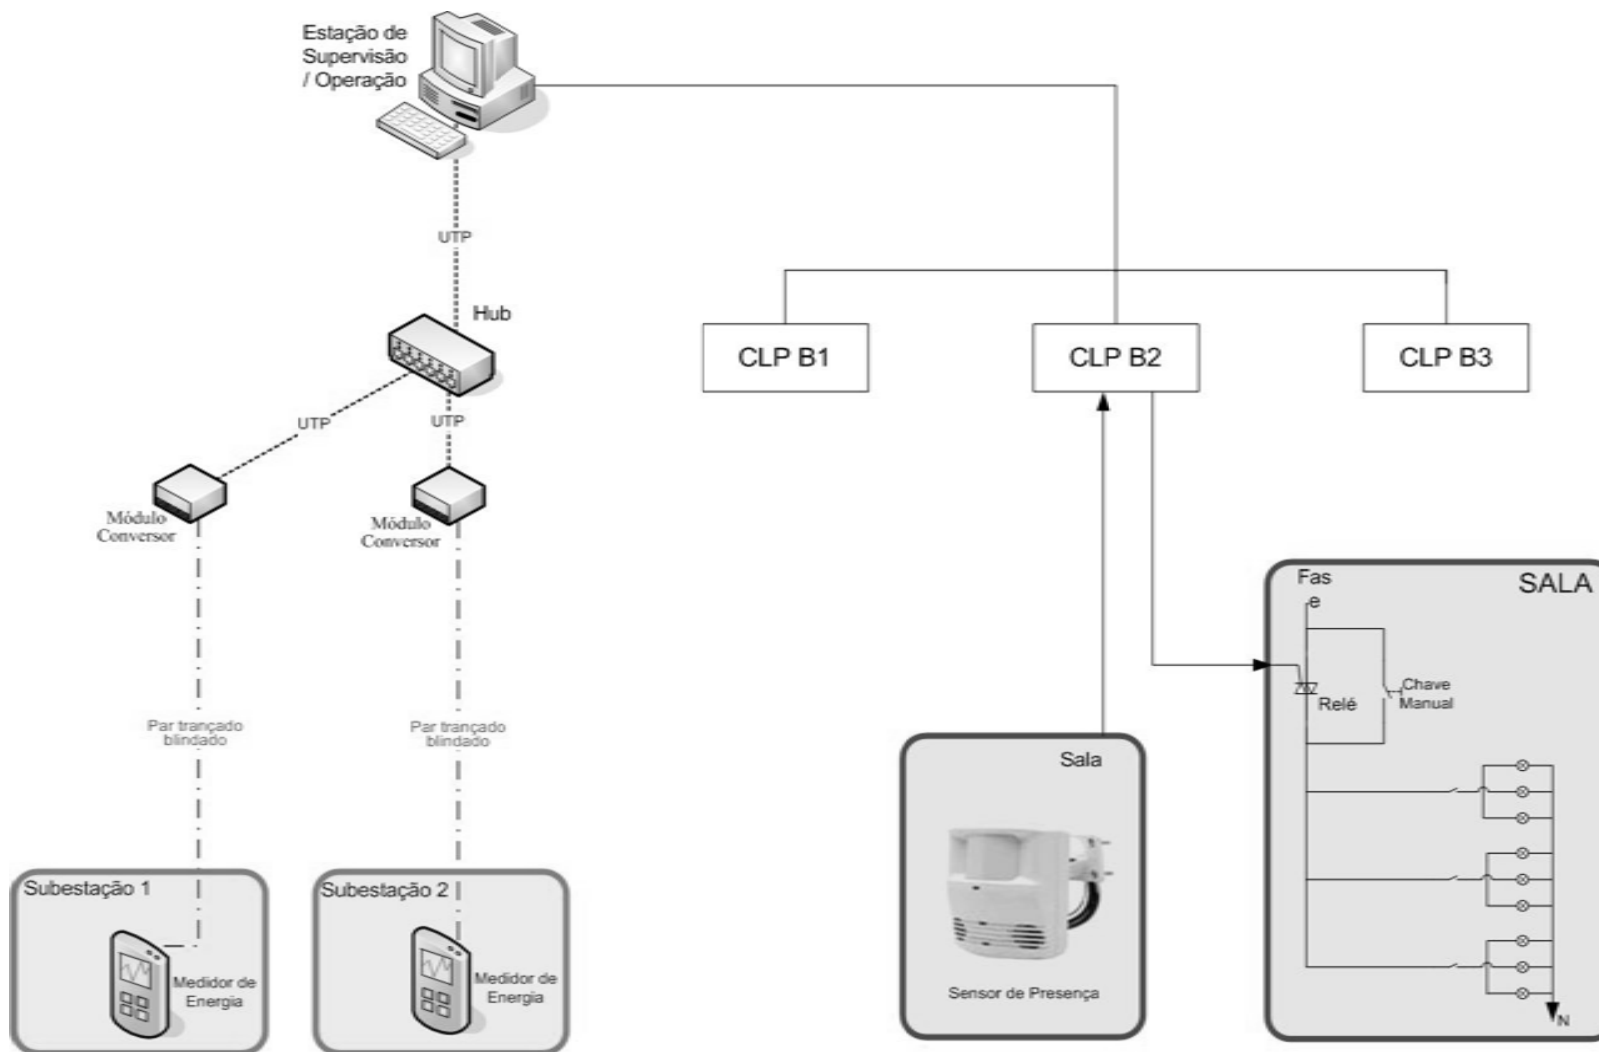 Estação de
Supervisão
/ Operação
UTP
Hub
UTP
UTP
Módulo
Conversor
Módulo
Conversor
Par trançado
blindado
Par trançado
blindado
Subestação 1
Medidor de
Energia
Subestação 2
Medidor de
Energia
CLP B1
CLP B2
CLP B3
Sala
Sensor de Presença
SALA
Fas
e
Relé
Chave
Manual
N